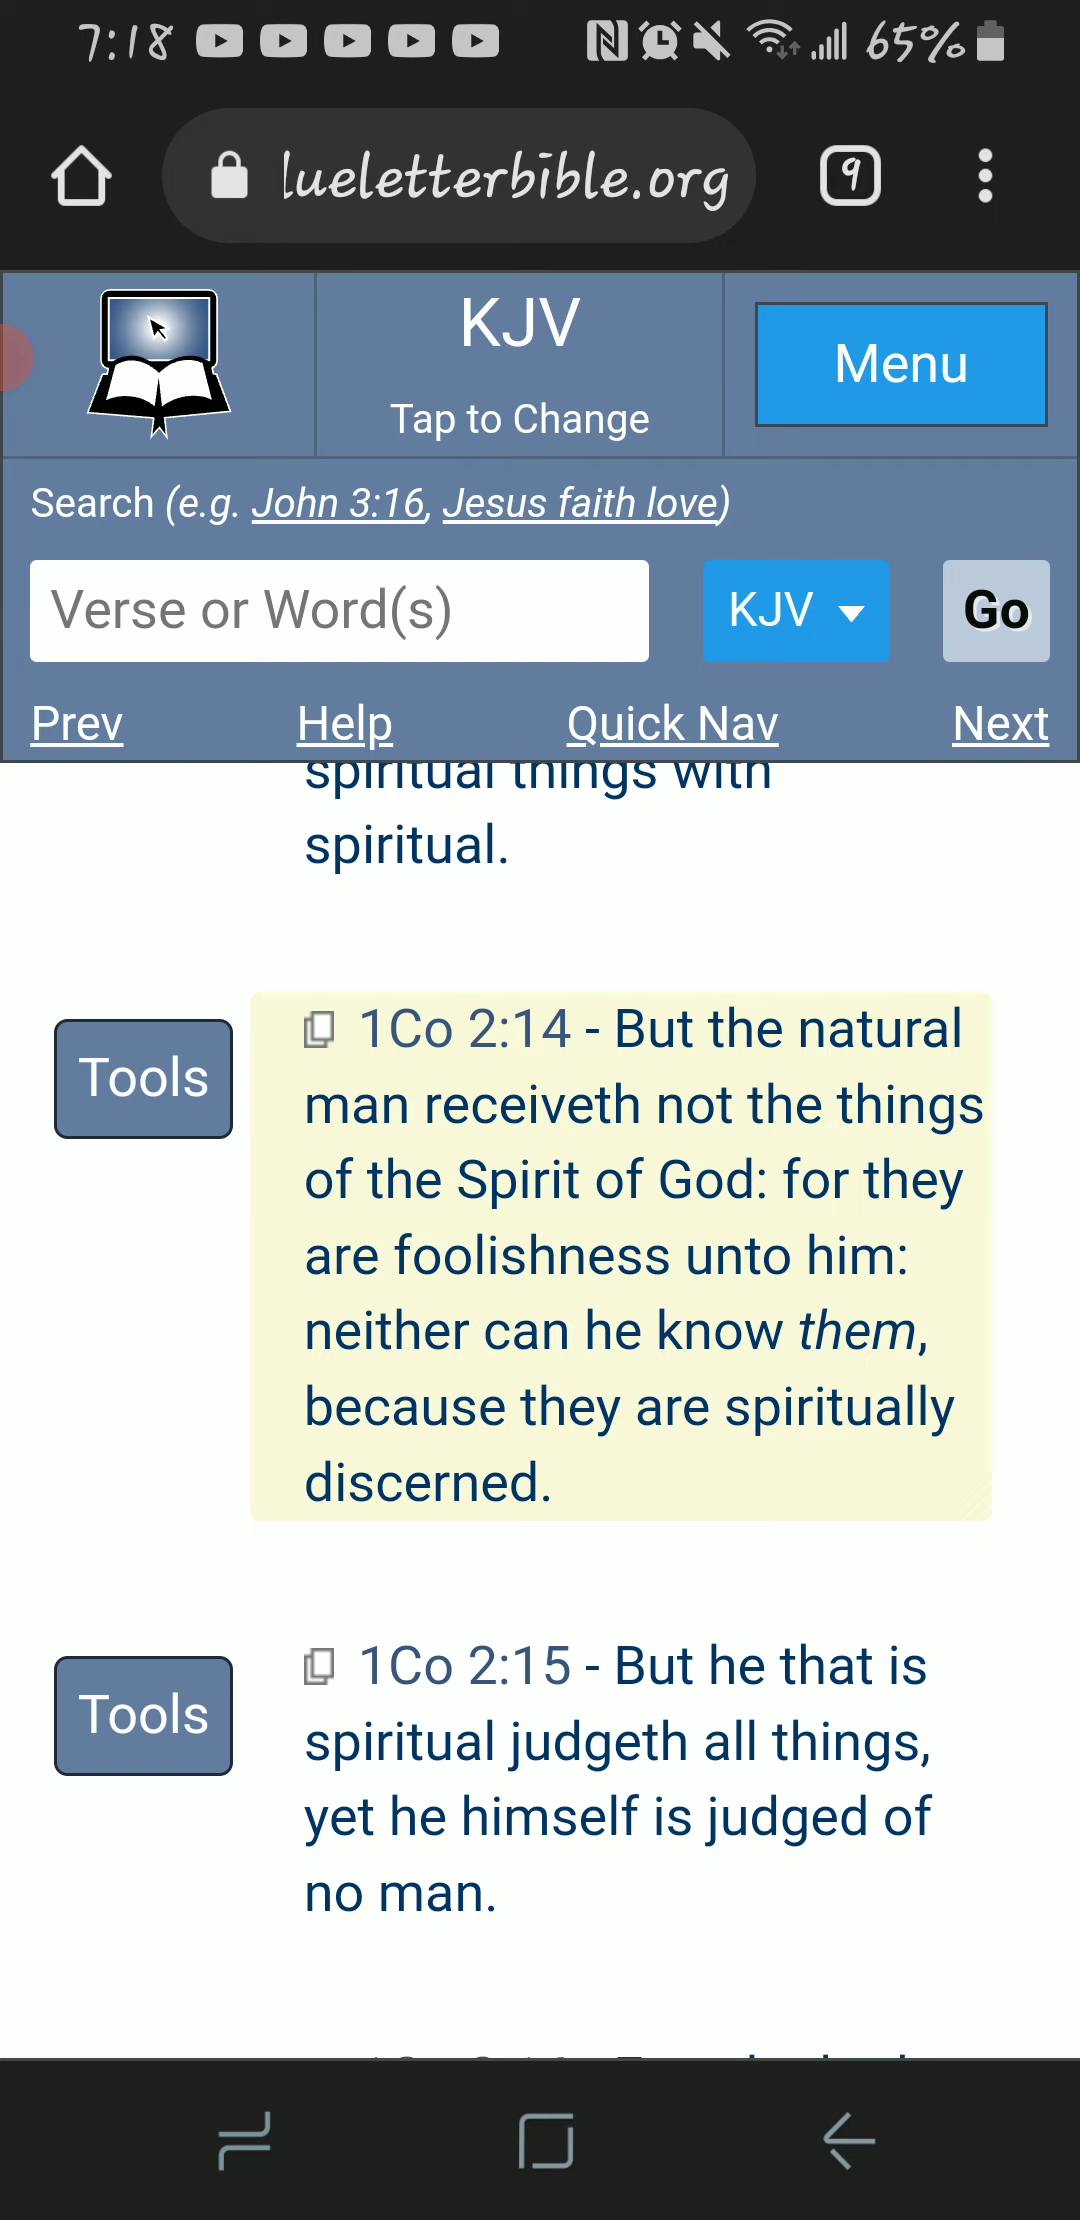 7:18 65%
lueletterbible.org 9
KJV
Tap to Change
Menu
Search (e.g. John 3:16, Jesus faith love)
Verse or Word(s) KJV Go
Prev Help Quick Nav Next
spiritual things with
spiritual.
Tools
1Co 2:14 - But the natural
man receiveth not the things
of the Spirit of God: for they
are foolishness unto him:
neither can he know them,
because they are spiritually
discerned.
Tools
1Co 2:15 - But he that is
spiritual judgeth all things,
yet he himself is judged of
no man.